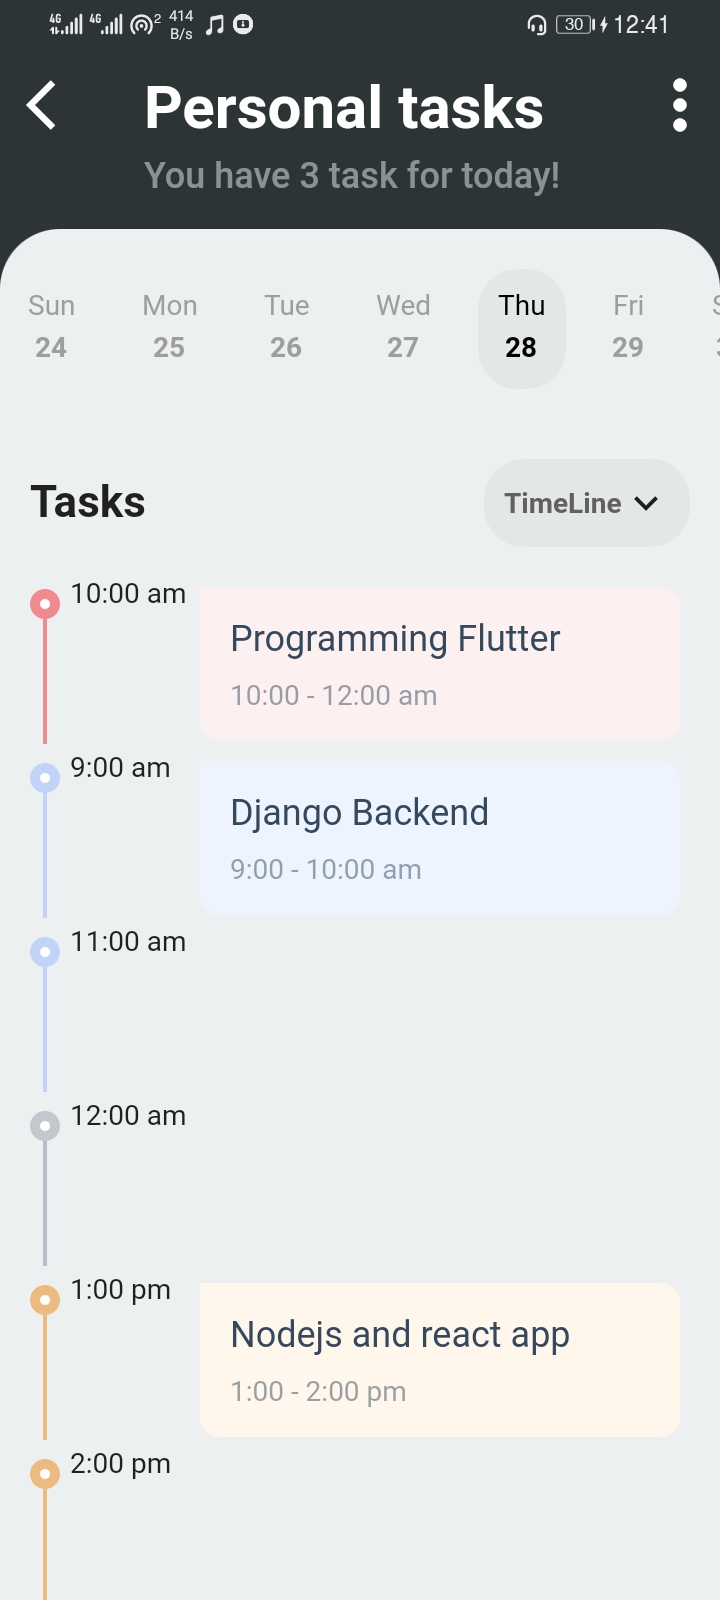 4G 4G 2 414 B/s 30 12:41
Personal tasks
You have 3 task for today!
Sun Mon Tue Wed Thu Fri
24 25 26 27 28 29
Tasks
TimeLine
10:00 am
Programming Flutter
10:00 - 12:00 am
9:00 am
Django Backend
9:00 - 10:00 am
11:00 am
12:00 am
1:00 pm
Nodejs and react app
1:00 - 2:00 pm
2:00 pm